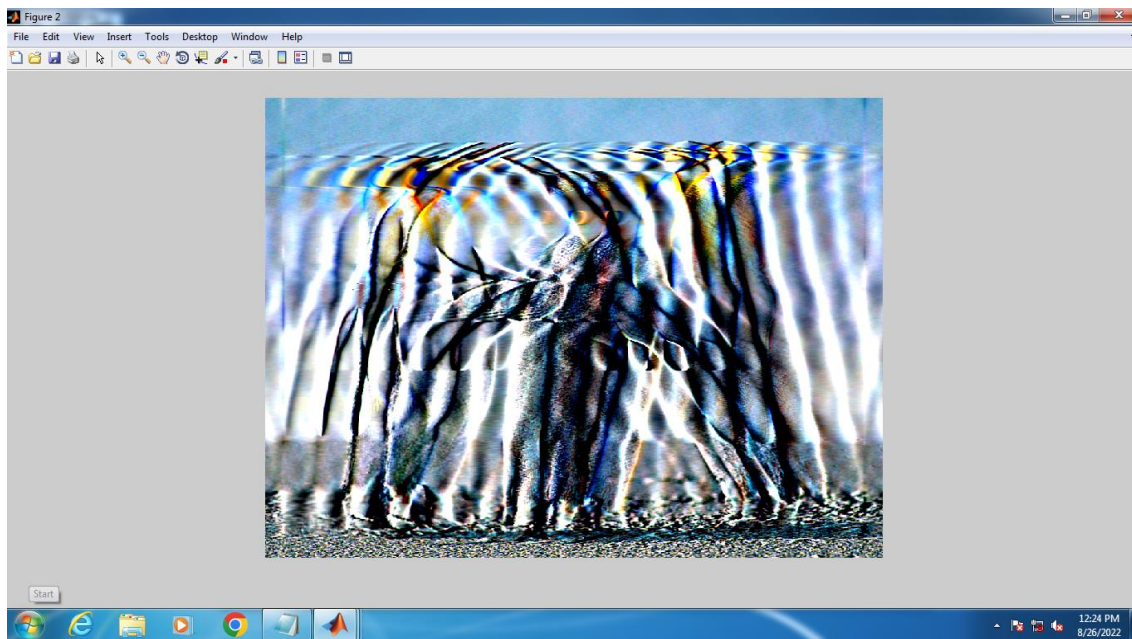 Figure 2
File Edit View Insert Tools Desktop Window Help
Start
12:24 PM
8/26/2022